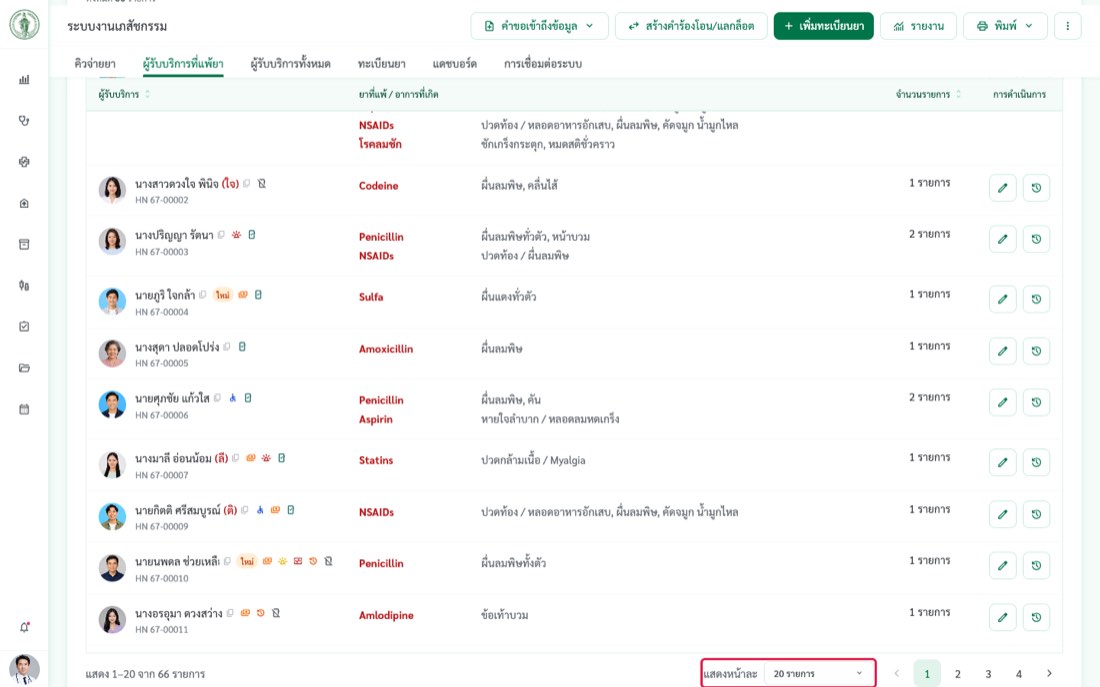 ระบบงานเภสัชกรรม
คำขอเข้าถึงข้อมูล
สร้างคำร้องโอน/แลกล็อต
+ เพิ่มทะเบียนยา
รายงาน
พิมพ์
คิวจ่ายยา ผู้รับบริการที่แพ้ยา ผู้รับบริการทั้งหมด ทะเบียนยา แดชบอร์ด การเชื่อมต่อระบบ
ผู้รับบริการ ยาที่แพ้ / อาการที่เกิด จำนวนรายการ การดำเนินการ
NSAIDs ปวดท้อง / หลอดอาหารอักเสบ, ผื่นลมพิษ, คัดจมูก น้ำมูกไหล
โรคลมชัก ชักเกร็งกระตุก, หมดสติชั่วคราว
นางสาวดวงใจ พินิจ (ใจ) Codeine ผื่นลมพิษ, คลื่นไส้ 1 รายการ
HN 67-00002
นางปริญญา รัตนา Penicillin ผื่นลมพิษทั่วตัว, หน้าบวม 2 รายการ
HN 67-00003 NSAIDs ปวดท้อง / ผื่นลมพิษ
นายภูริ ใจกล้า ใหม่ Sulfa ผื่นแดงทั่วตัว 1 รายการ
HN 67-00004
นางสุดา ปลอดโปร่ง Amoxicillin ผื่นลมพิษ 1 รายการ
HN 67-00005
นายศุภชัย แก้วใส Penicillin ผื่นลมพิษ, คัน 2 รายการ
HN 67-00006 Aspirin หายใจลำบาก / หลอดลมหดเกร็ง
นางมาลี อ่อนน้อม (ลี) Statins ปวดกล้ามเนื้อ / Myalgia 1 รายการ
HN 67-00007
นายกิตติ ศรีสมบูรณ์ (ติ) NSAIDs ปวดท้อง / หลอดอาหารอักเสบ, ผื่นลมพิษ, คัดจมูก น้ำมูกไหล 1 รายการ
HN 67-00009
นายนพดล ช่วยเหลื ใหม่ Penicillin ผื่นลมพิษทั้งตัว 1 รายการ
HN 67-00010
นางอรอุมา ดวงสว่าง Amlodipine ข้อเท้าบวม 1 รายการ
HN 67-00011
แสดง 1–20 จาก 66 รายการ แสดงหน้าละ 20 รายการ 1 2 3 4